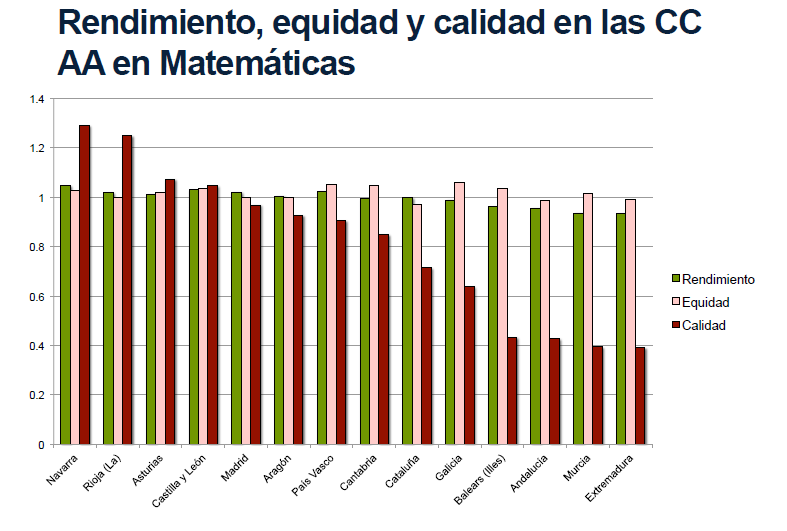 Rendimiento, equidad y calidad en las CC
AA en Matemáticas
1.4
1.2
1
0.8
0.6
0.4
0.2
0
Navarra
Rioja (La)
Asturias
Castilla y León
Madrid
Aragón
País Vasco
Cantabria
Cataluña
Galicia
Balears (Illes)
Andalucía
Murcia
Extremadura
Rendimiento
Equidad
Calidad